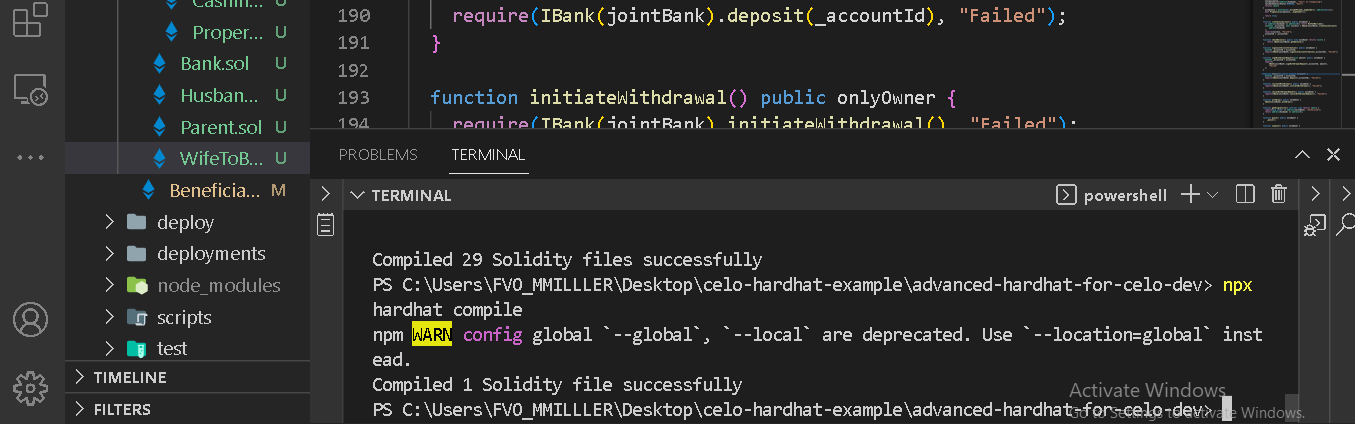 Cashm...
Proper... U
Bank.sol U
Husban... U
Parent.sol U
WifeToB... U
Beneficia... M
deploy
deployments
node_modules
scripts
test
TIMELINE
FILTERS
190 require(IBank(jointBank).deposit(_accountId), "Failed");
191 }
192
193 function initiateWithdrawal() public onlyOwner {
194 require(IBank(jointBank).initiateWithdrawal(), "Failed");
PROBLEMS TERMINAL
TERMINAL powershell
Compiled 29 Solidity files successfully
PS C:\Users\FVO_MMILLLER\Desktop\celo-hardhat-example\advanced-hardhat-for-celo-dev> npx
hardhat compile
npm WARN config global `--global`, `--local` are deprecated. Use `--location=global` inst
ead.
Compiled 1 Solidity file successfully
PS C:\Users\FVO_MMILLLER\Desktop\celo-hardhat-example\advanced-hardhat-for-celo-dev>
Activate Windows
Go to Settings to activate Windows.